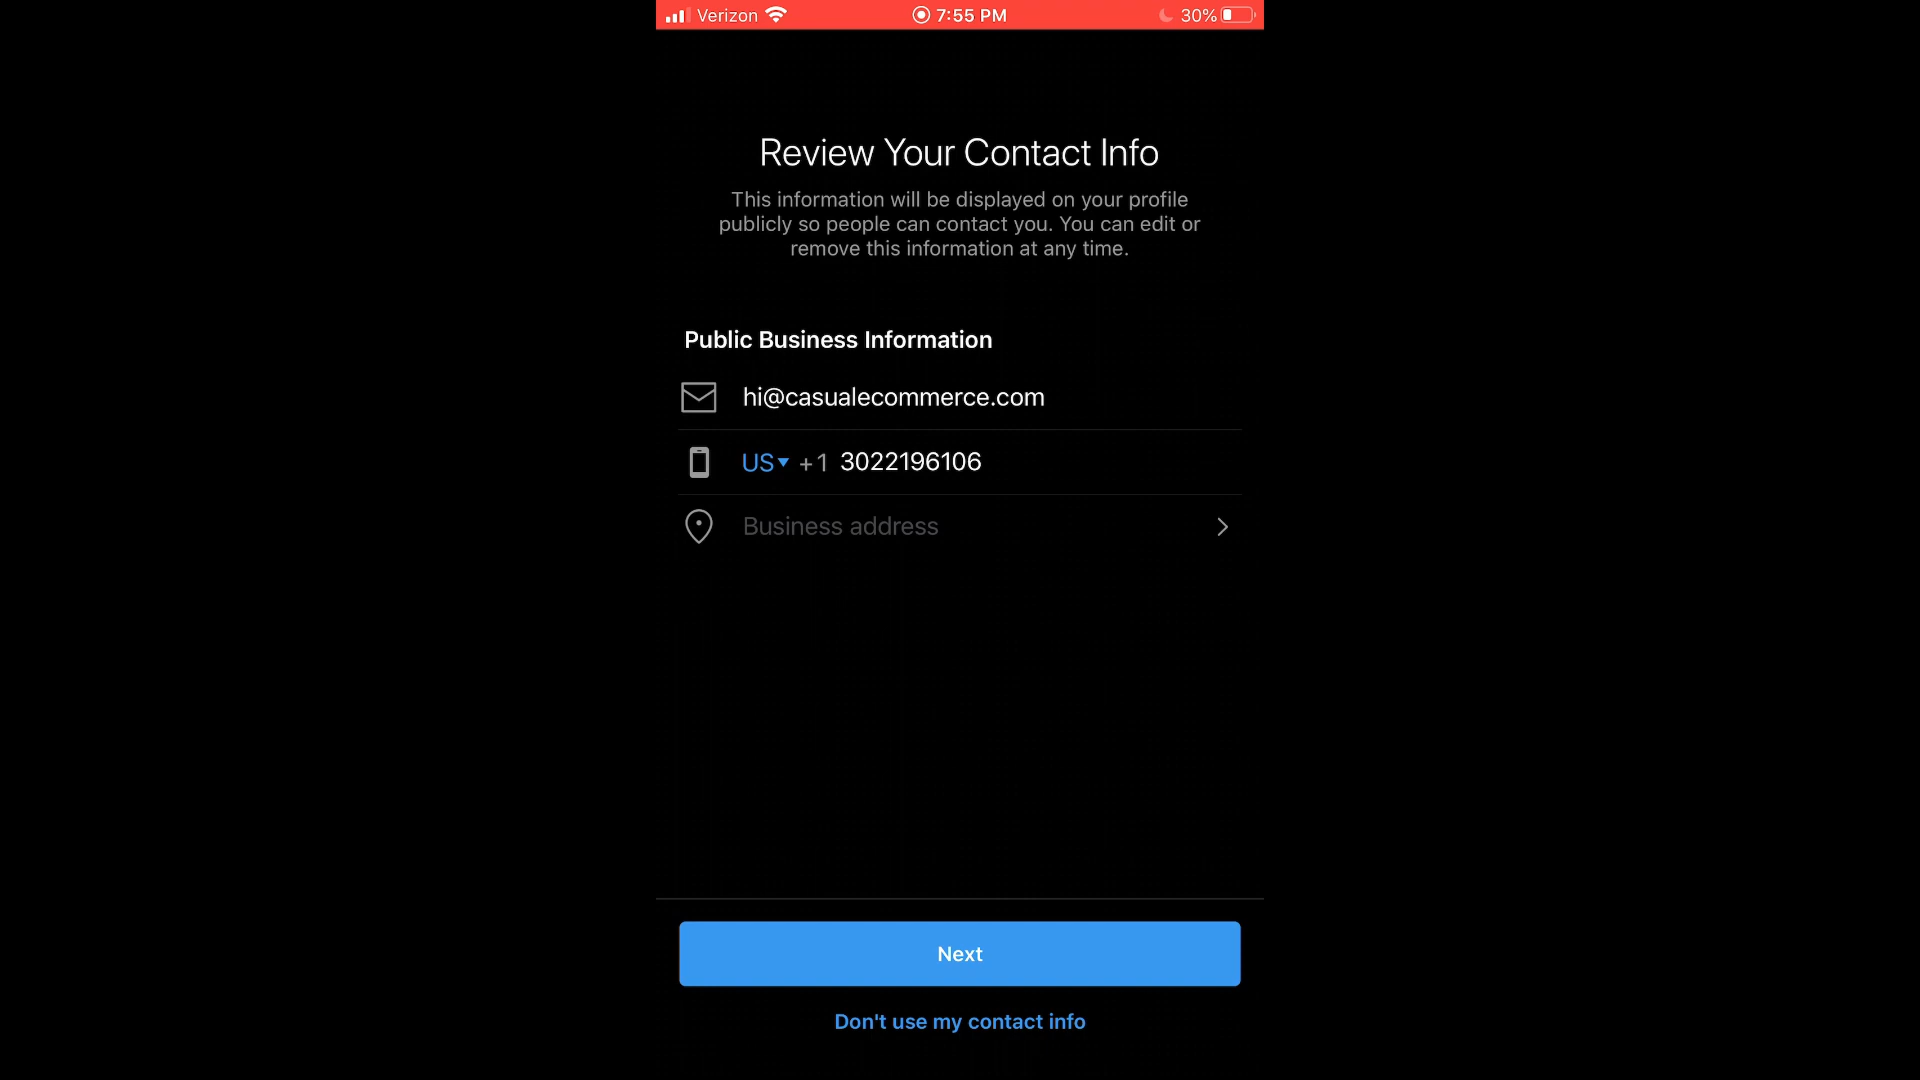 Verizon 7:55 PM 30%
Review Your Contact Info
This information will be displayed on your profile
publicly so people can contact you. You can edit or
remove this information at any time.
Public Business Information
hi@casualecommerce.com
US +1 3022196106
Business address
Next
Don't use my contact info